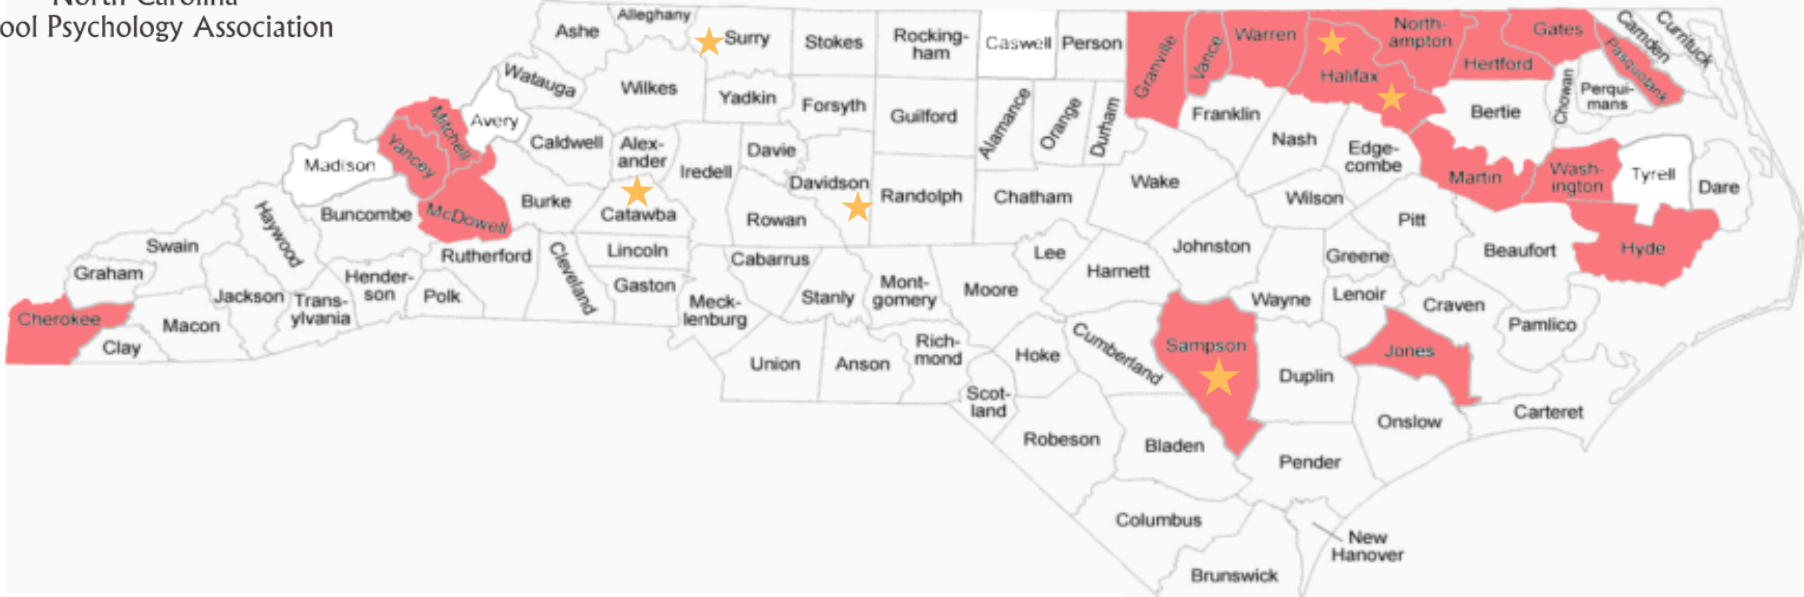 North Carolina
ool Psychology Association
Ashe
Alleghany
Surry
Stokes
Rocking-
ham
Caswell
Person
Granville
Vance
Warren
Halifax
North-
ampton
Hertford
Gates
Camden
Currituck
Pasquotank
Perqui-
mans
Chowan
Bertie
Watauga
Wilkes
Yadkin
Forsyth
Guilford
Alamance
Orange
Durham
Franklin
Nash
Edge-
combe
Martin
Wash-
ington
Tyrrell
Dare
Madison
Yancey
Mitchell
Avery
Caldwell
Alex-
ander
Iredell
Davie
Davidson
Randolph
Chatham
Wake
Wilson
Pitt
Beaufort
Hyde
Haywood
Buncombe
McDowell
Burke
Catawba
Rowan
Swain
Graham
Jackson
Trans-
ylvania
Hender-
son
Polk
Rutherford
Cleveland
Lincoln
Gaston
Meck-
lenburg
Cabarrus
Stanly
Mont-
gomery
Moore
Lee
Harnett
Johnston
Wayne
Greene
Lenoir
Craven
Pamlico
Cherokee
Clay
Macon
Union
Anson
Rich-
mond
Hoke
Scot-
land
Cumberland
Sampson
Duplin
Jones
Onslow
Carteret
Robeson
Bladen
Pender
Columbus
Brunswick
New
Hanover